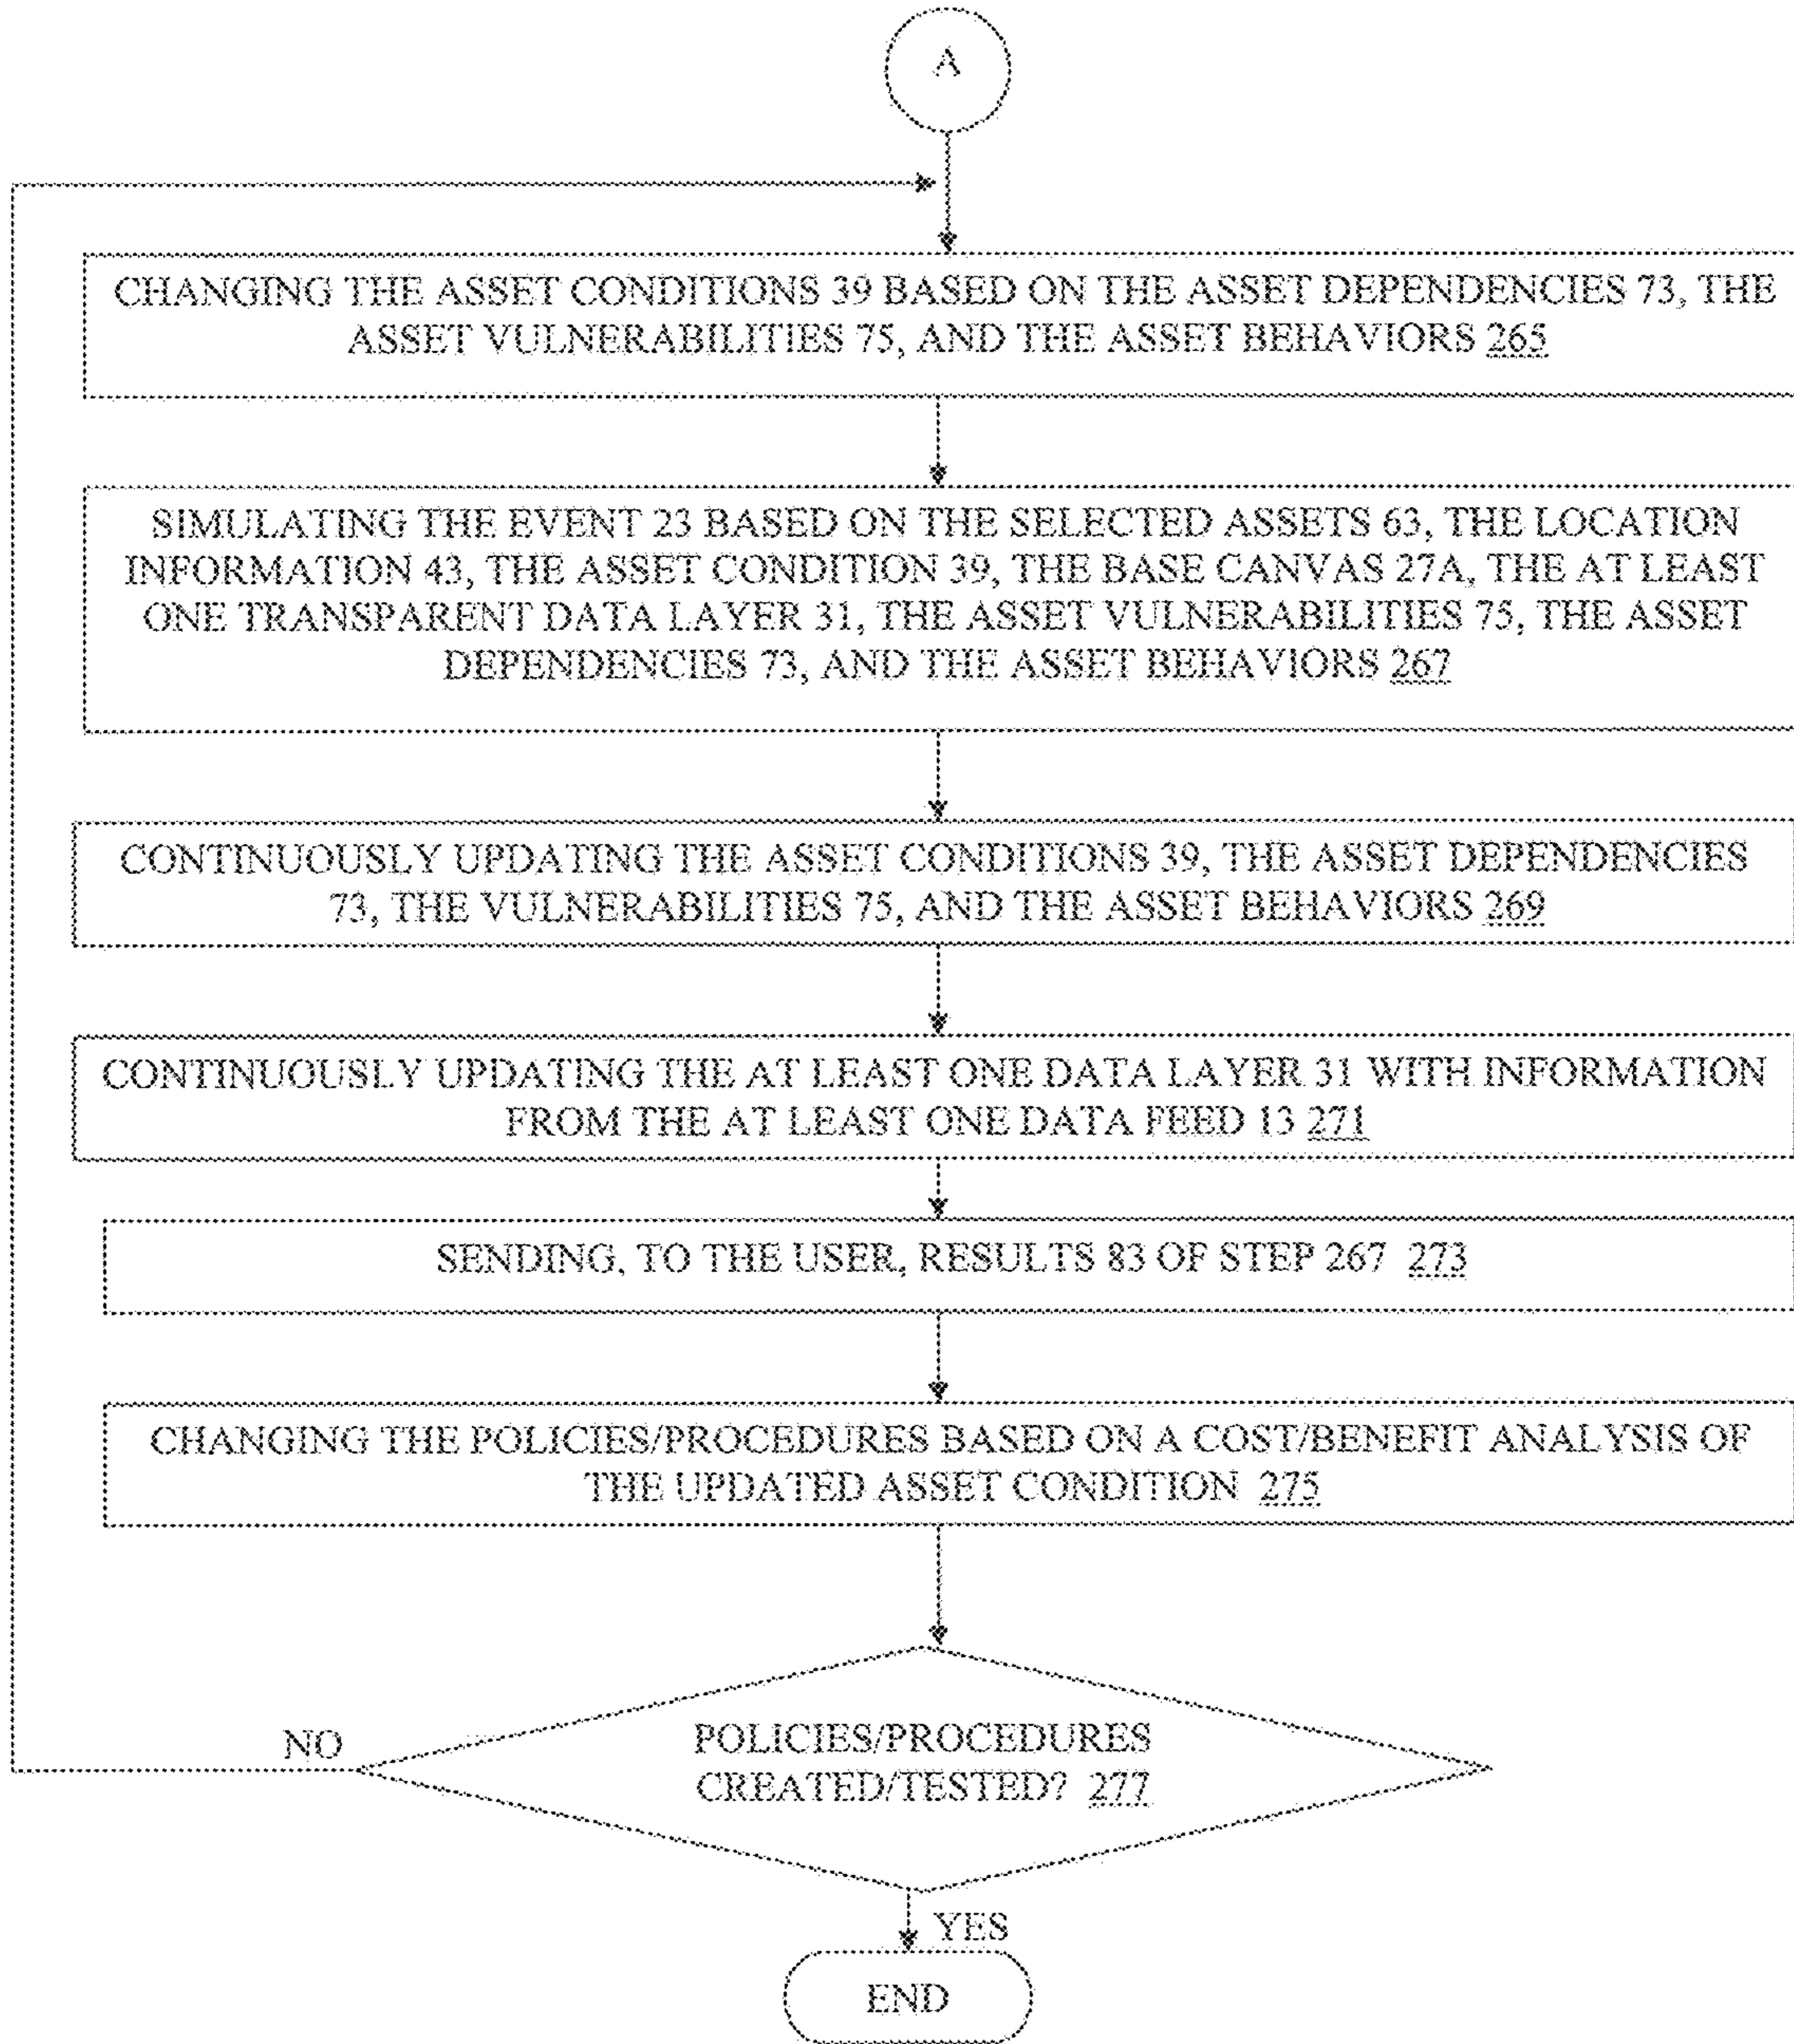 A
CHANGING THE ASSET CONDITIONS 39 BASED ON THE ASSET DEPENDENCIES 73, THE
ASSET VULNERABILITIES 75, AND THE ASSET BEHAVIORS 265
SIMULATING THE EVENT 23 BASED ON THE SELECTED ASSETS 63, THE LOCATION
INFORMATION 43, THE ASSET CONDITION 39, THE BASE CANVAS 27A, THE AT LEAST
ONE TRANSPARENT DATA LAYER 31, THE ASSET VULNERABILITIES 75, THE ASSET
DEPENDENCIES 73, AND THE ASSET BEHAVIORS 267
CONTINUOUSLY UPDATING THE ASSET CONDITIONS 39, THE ASSET DEPENDENCIES
73, THE VULNERABILITIES 75, AND THE ASSET BEHAVIORS 269
CONTINUOUSLY UPDATING THE AT LEAST ONE DATA LAYER 31 WITH INFORMATION
FROM THE AT LEAST ONE DATA FEED 13 271
SENDING, TO THE USER, RESULTS 83 OF STEP 267 273
CHANGING THE POLICIES/PROCEDURES BASED ON A COST/BENEFIT ANALYSIS OF
THE UPDATED ASSET CONDITION 275
NO
POLICIES/PROCEDURES
CREATED/TESTED? 277
YES
END